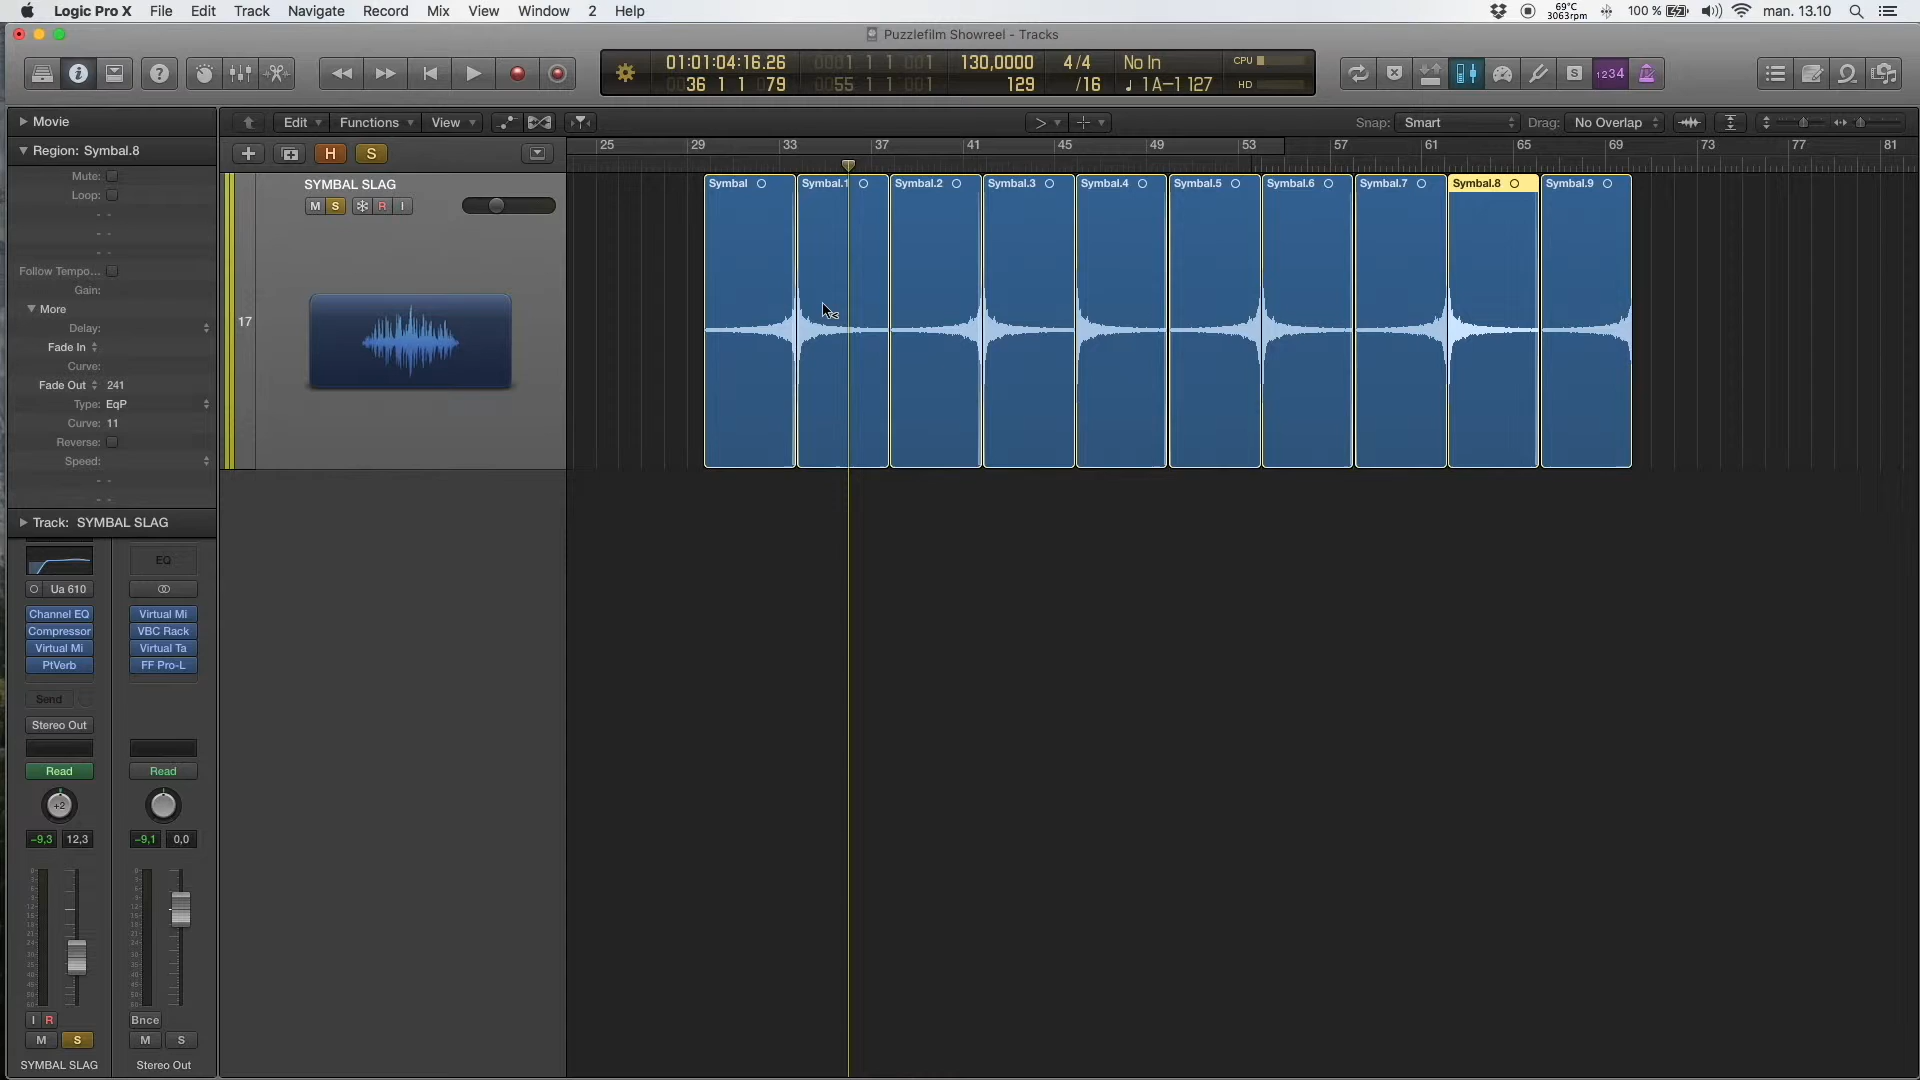 Logic Pro X File Edit Track Navigate Record Mix View Window 2 Help
69°C 3063rpm 100 % man. 13.10
Puzzlefilm Showreel - Tracks
01:01:04:16.26 130,0000 4/4 No In CPU
36 1 1 79 55 1 1 129 /16 1A–1 127 HD
S 1234
Movie
Edit Functions View Snap: Smart Drag: No Overlap
Region: Symbal.8
H S
25 29 33 37 41 45 49 53 57 61 65 69 73 77 81
Mute:
Loop:
SYMBAL SLAG
Symbal Symbal.1 Symbal.2 Symbal.3 Symbal.4 Symbal.5 Symbal.6 Symbal.7 Symbal.8 Symbal.9
M S R I
- -
- -
- -
Follow Tempo...
Gain:
More
17
Delay:
Fade In
Curve:
Fade Out 241
Type: EqP
Curve: 11
Reverse:
Speed:
- -
- -
Track: SYMBAL SLAG
EQ
Ua 610
Channel EQ Virtual Mi
Compressor VBC Rack
Virtual Mi Virtual Ta
PtVerb FF Pro-L
Send
Stereo Out
Read Read
+2
-9,3 12,3 -9,1 0,0
I R Bnce
M S M S
SYMBAL SLAG Stereo Out